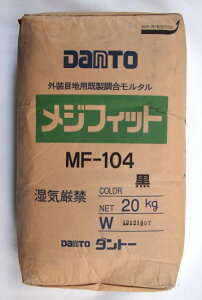 DANTO
外装目地用既製調合モルタル
メジフィット
MF-104
湿気厳禁
COLOR 黒
NET 20 kg
W
DANTO ダントー